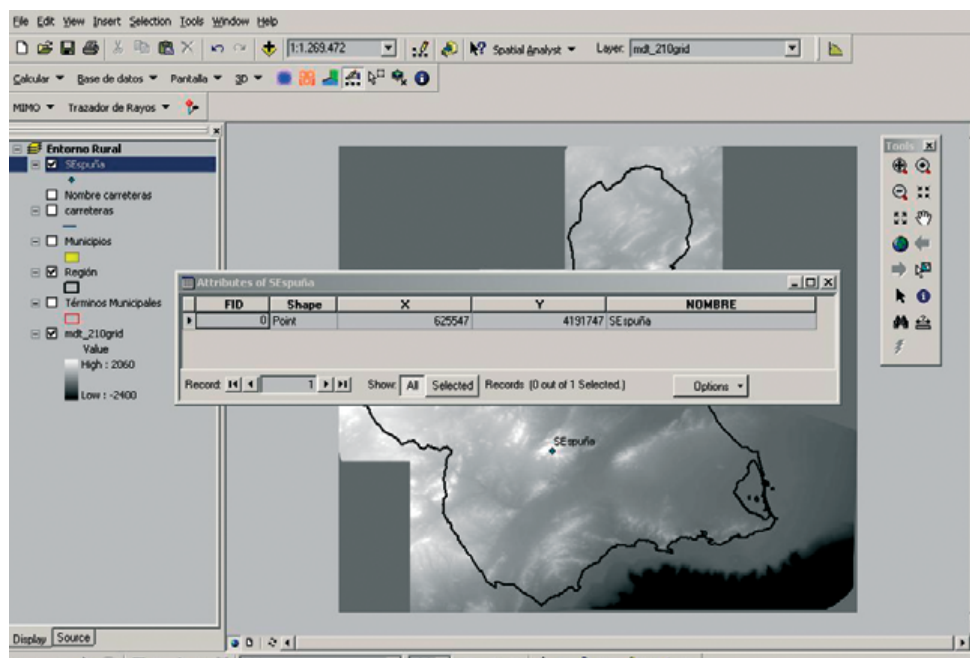 File Edit View Insert Selection Tools Window Help
1:1.269.472 Spatial Analyst Layer: mdt_210grid
Calcular Base de datos Pantalla 3D
MIMO Trazador de Rayos
Entorno Rural
SEspuña
Nombre carreteras
carreteras
Municipios
Región
Términos Municipales
mdt_210grid
Value
High : 2060
Low : -2400
Tools
Attributes of SEspuña
FID Shape X Y NOMBRE
0 Point 625547 4191747 SEspuña
Record: 1 Show: All Selected Records (0 out of 1 Selected.) Options
SEspuña
Display Source